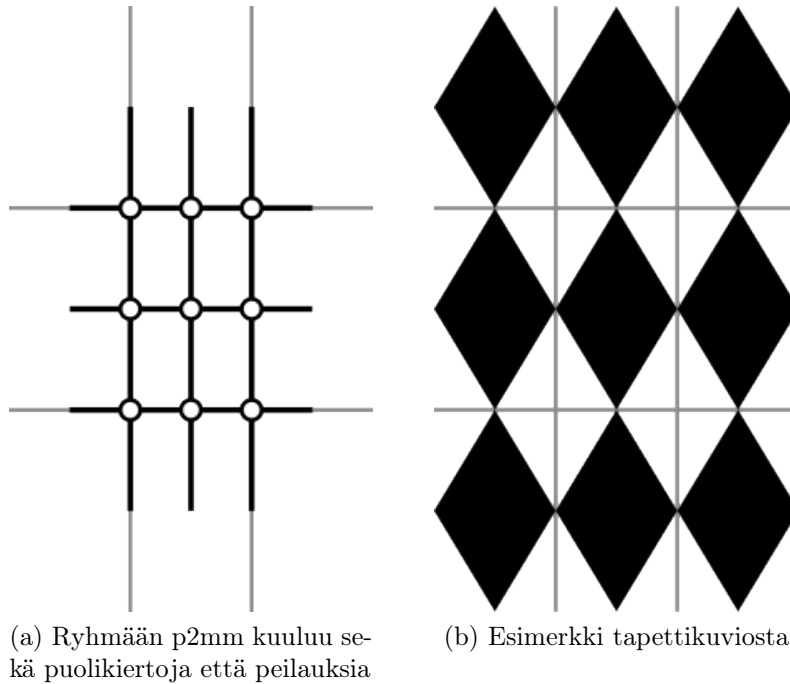 (a) Ryhmään p2mm kuuluu se-
kä puolikiertoja että peilauksia
(b) Esimerkki tapettikuviosta